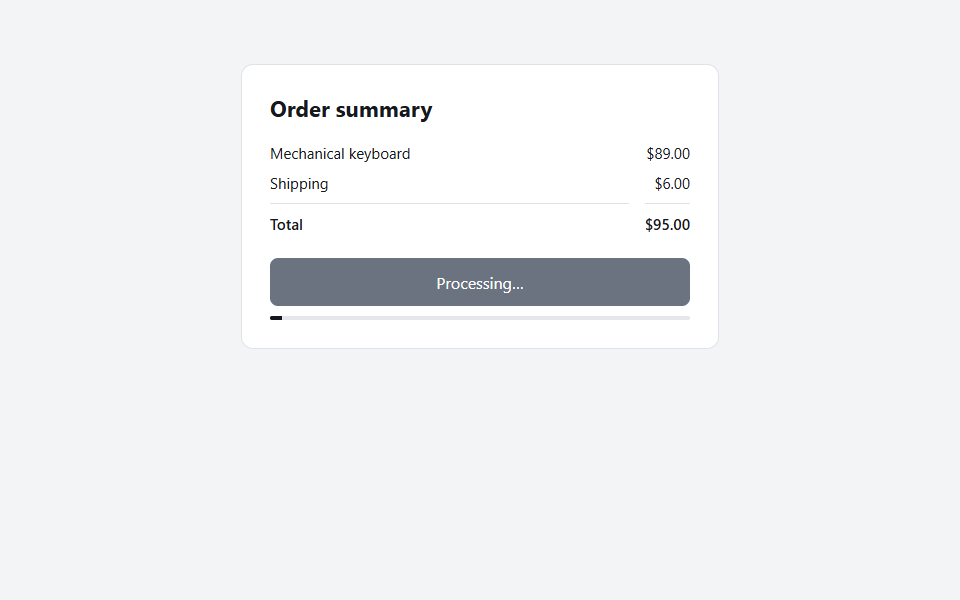 Order summary
Mechanical keyboard $89.00
Shipping $6.00
Total $95.00
Processing...